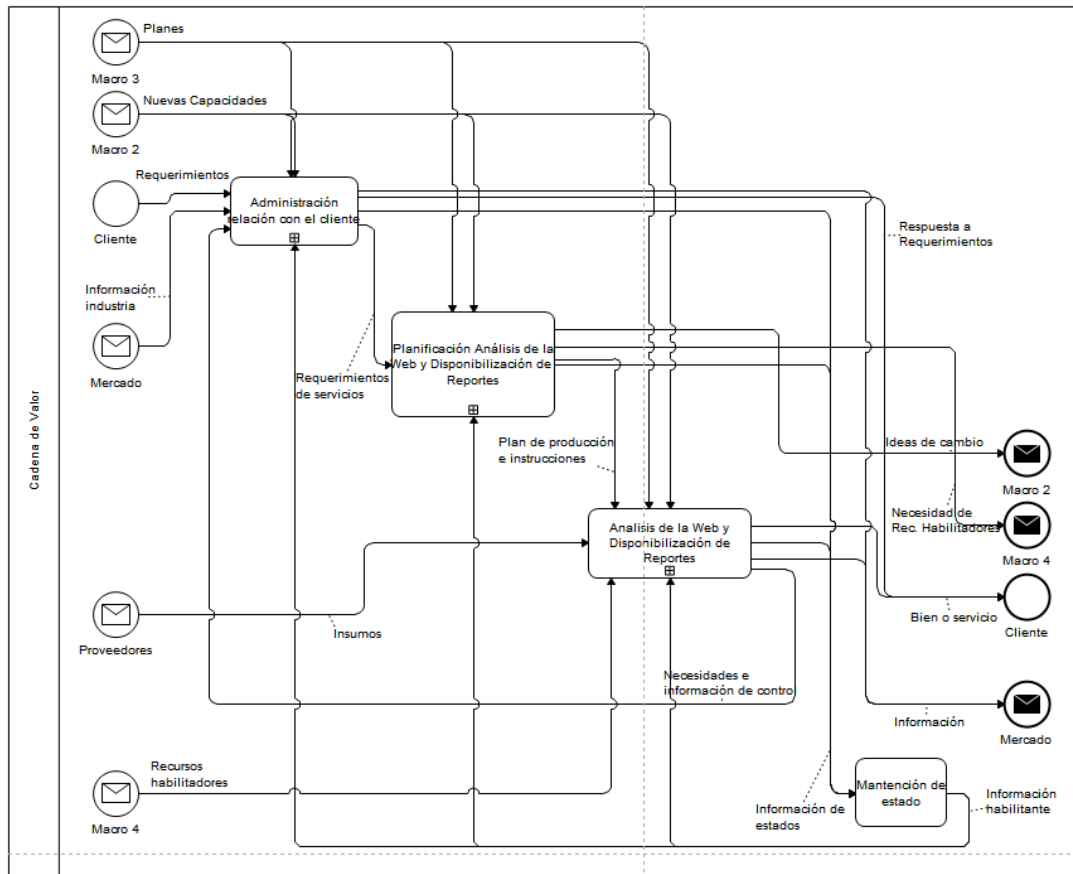 Planes
Macro 3
Nuevas Capacidades
Macro 2
Requerimientos
Cliente
Administración
relación con el cliente
Respuesta a
Requerimientos
Información
industria
Mercado
Planificación Análisis de la
Web y Disponibilización de
Reportes
Requerimientos
de servicios
Cadena de Valor
Plan de producción
e instrucciones
Ideas de cambio
Macro 2
Necesidad de
Rec. Habilitadores
Macro 4
Analisis de la Web y
Disponibilización de
Reportes
Bien o servicio
Cliente
Proveedores
Insumos
Necesidades e
información de contro
Información
Mercado
Recursos
habilitadores
Macro 4
Información de
estados
Mantención de
estado
Información
habilitante